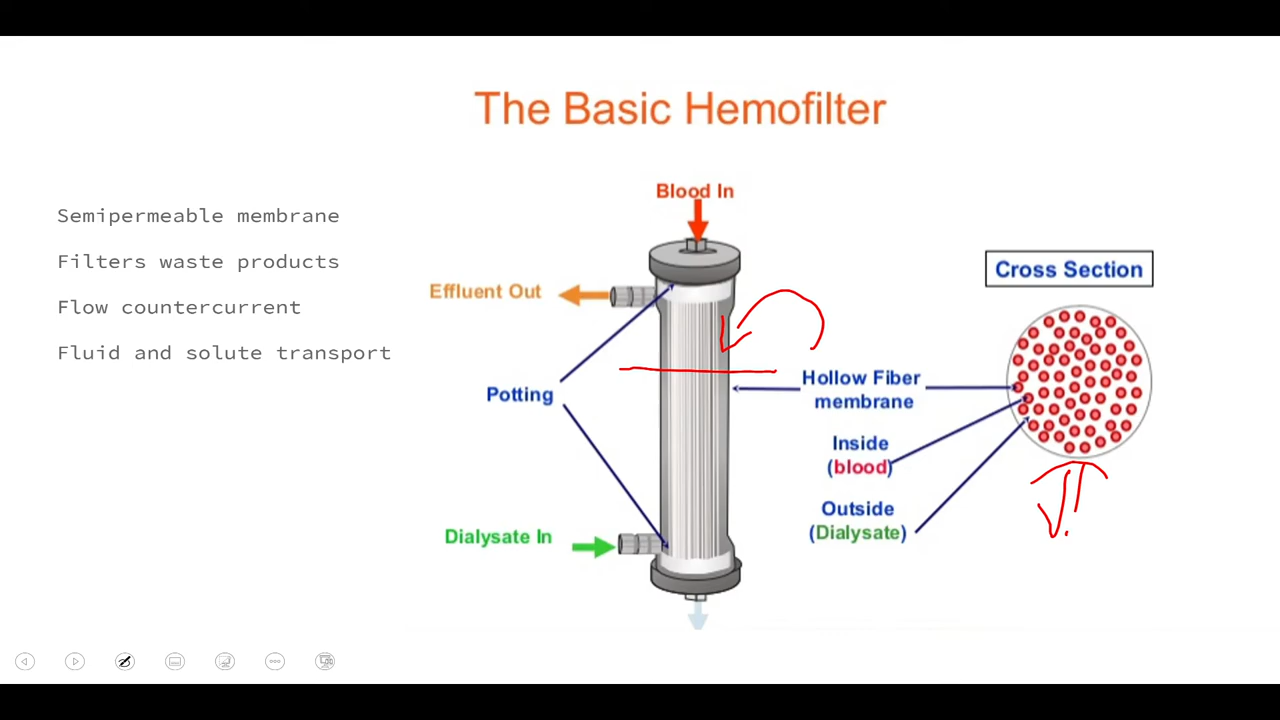 The Basic Hemofilter
Semipermeable membrane
Filters waste products
Flow countercurrent
Fluid and solute transport
Blood In
Effluent Out
Potting
Dialysate In
Cross Section
Hollow Fiber
membrane
Inside
(blood)
Outside
(Dialysate)